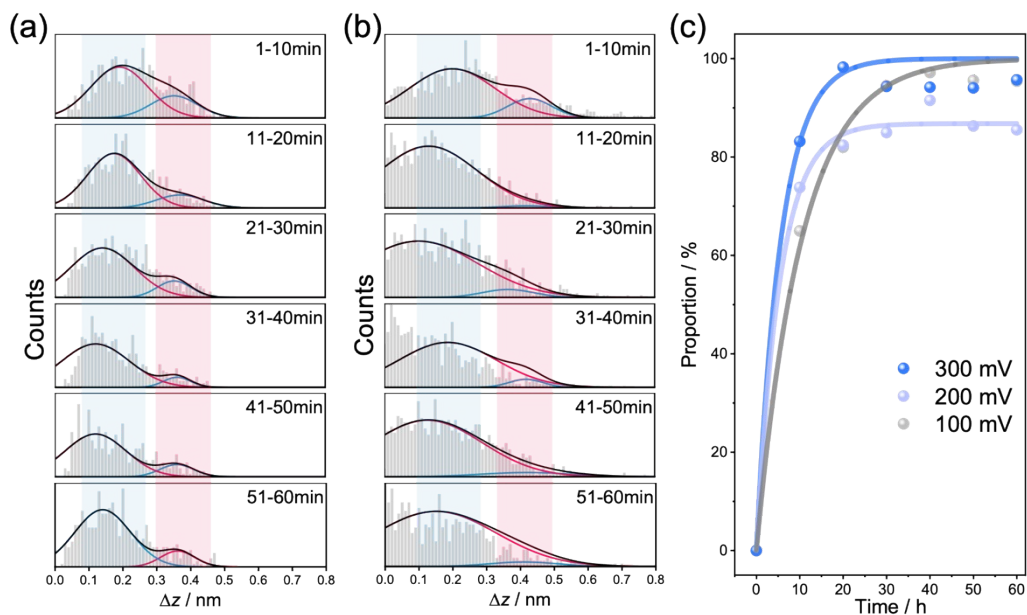 (a)
Counts
1-10min
11-20min
21-30min
31-40min
41-50min
51-60min
0.0 0.1 0.2 0.3 0.4 0.5 0.6 0.7 0.8
Δz / nm
(b)
Counts
1-10min
11-20min
21-30min
31-40min
41-50min
51-60min
0.0 0.1 0.2 0.3 0.4 0.5 0.6 0.7 0.8
Δz / nm
(c)
Proportion / %
100
80
60
40
20
0
300 mV
200 mV
100 mV
0 10 20 30 40 50 60
Time / h